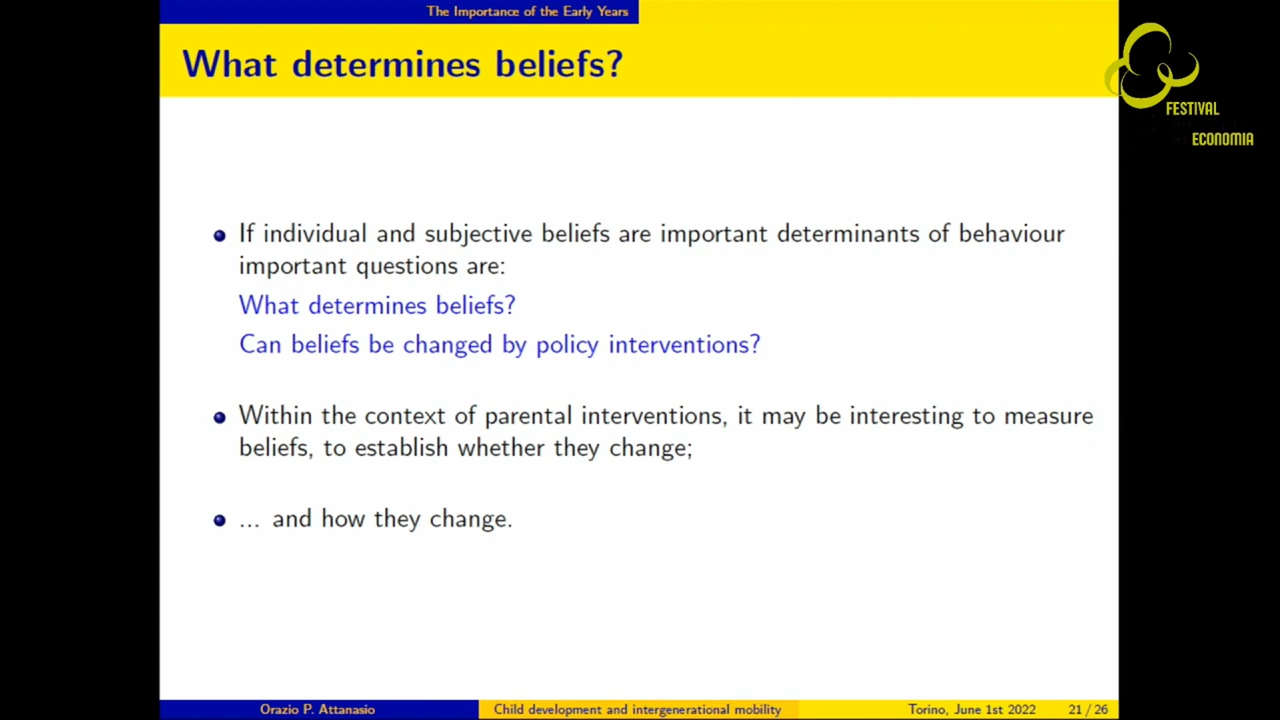 The Importance of the Early Years
What determines beliefs?
FESTIVAL
ECONOMIA
If individual and subjective beliefs are important determinants of behaviour
important questions are:
What determines beliefs?
Can beliefs be changed by policy interventions?
Within the context of parental interventions, it may be interesting to measure
beliefs, to establish whether they change;
... and how they change.
Orazio P. Attanasio
Child development and intergenerational mobility
Torino, June 1st 2022
21 / 26